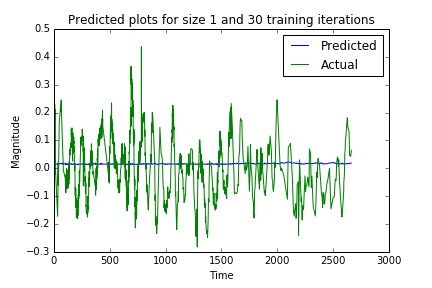 Predicted plots for size 1 and 30 training iterations
Predicted
Actual
Magnitude
0.5
0.4
0.3
0.2
0.1
0.0
−0.1
−0.2
−0.3
0 500 1000 1500 2000 2500 3000
Time